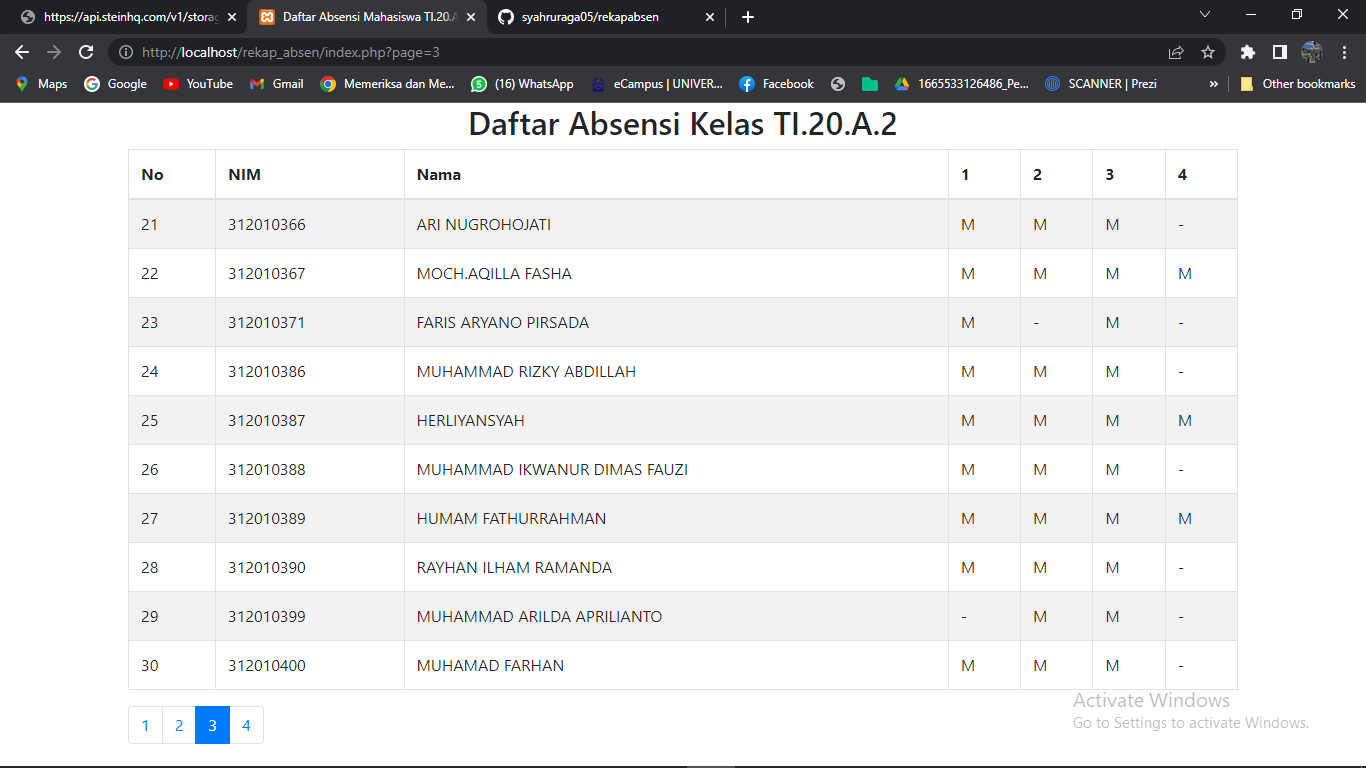 https://api.steinhq.com/v1/storag
Daftar Absensi Mahasiswa TI.20.A
syahruraga05/rekapabsen
http://localhost/rekap_absen/index.php?page=3
Maps Google YouTube Gmail Memeriksa dan Me... (16) WhatsApp eCampus | UNIVER... Facebook 1665533126486_Pe... SCANNER | Prezi » Other bookmarks
Daftar Absensi Kelas TI.20.A.2
No NIM Nama 1 2 3 4
21 312010366 ARI NUGROHOJATI M M M -
22 312010367 MOCH.AQILLA FASHA M M M M
23 312010371 FARIS ARYANO PIRSADA M - M -
24 312010386 MUHAMMAD RIZKY ABDILLAH M M M -
25 312010387 HERLIYANSYAH M M M M
26 312010388 MUHAMMAD IKWANUR DIMAS FAUZI M M M -
27 312010389 HUMAM FATHURRAHMAN M M M M
28 312010390 RAYHAN ILHAM RAMANDA M M M -
29 312010399 MUHAMMAD ARILDA APRILIANTO - M M -
30 312010400 MUHAMAD FARHAN M M M -
1 2 3 4
Activate Windows
Go to Settings to activate Windows.